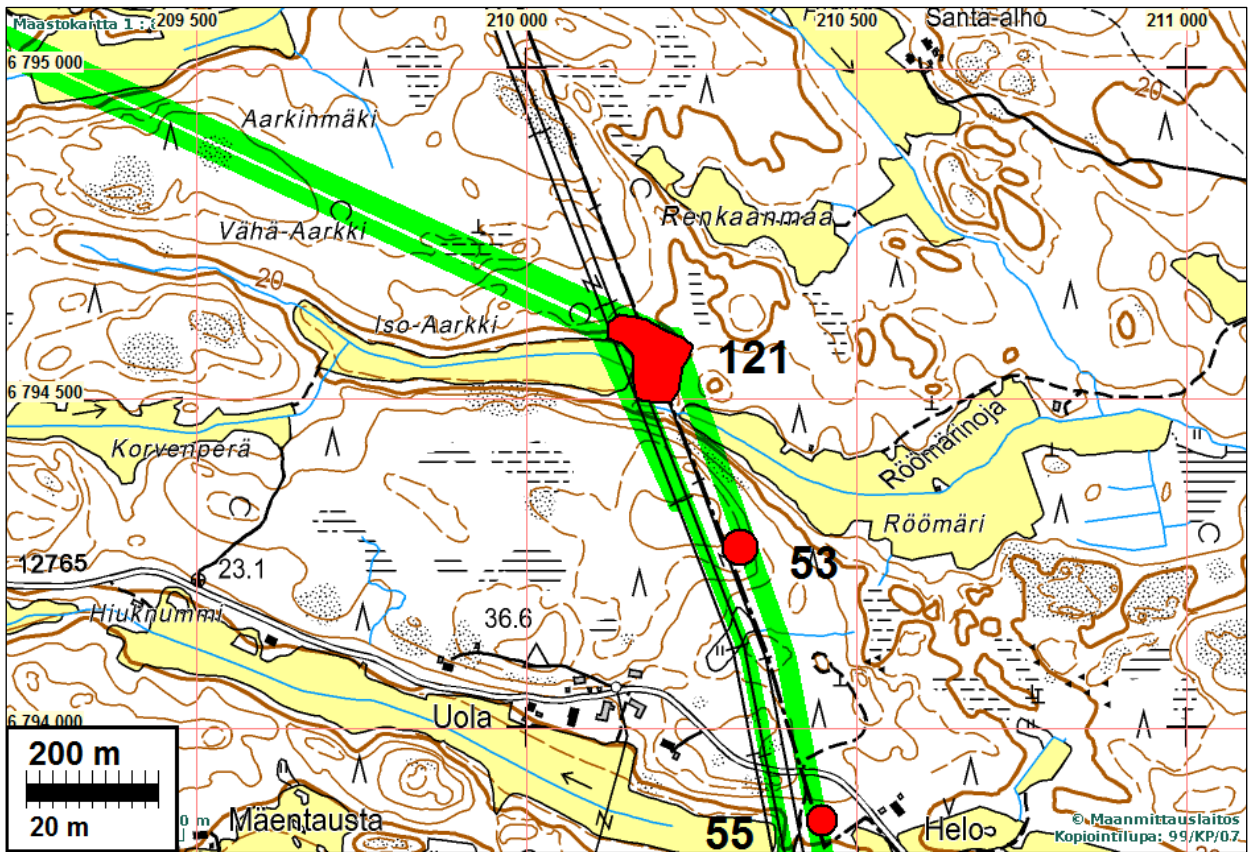 Maastokartta 1 :
209 500
210 000
210 500
211 000
Santa-alho
6 795 000
20
Aarkinmäki
Renkaanmaa
Vähä-Aarkki
20
Iso-Aarkki
121
6 794 500
Röömärinoja
Korvenperä
Röömäri
53
12765
23.1
Hiuknummi
36.6
Uola
6 794 000
200 m
20 m
0 m
Mäentausta
55
Helo
© Maanmittauslaitos
Kopiointilupa: 99/KP/07